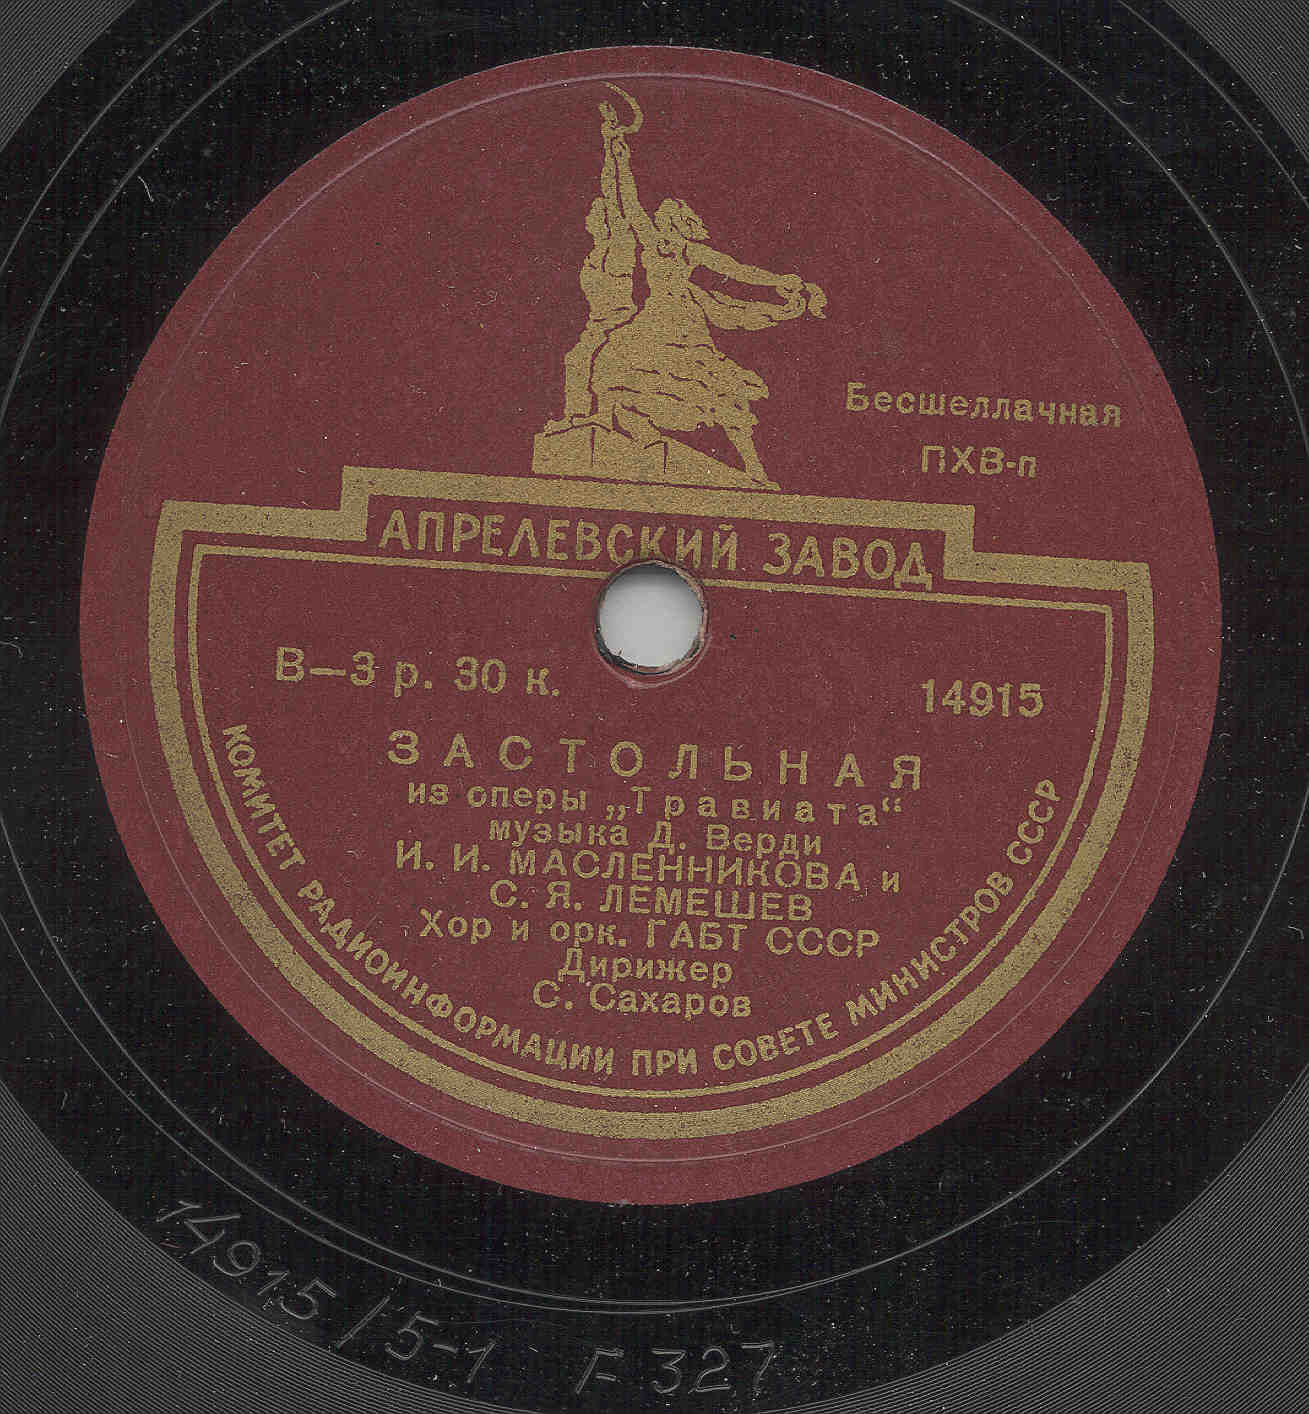 Бесшеллачная
ПХВ-п
АПРЕЛЕВСКИЙ ЗАВОД
В—3 р. 30 к.
14915
ЗАСТОЛЬНАЯ
из оперы „Травиата“
музыка Д. Верди
И. И. МАСЛЕННИКОВА и
С. Я. ЛЕМЕШЕВ
Хор и орк. ГАБТ СССР
Дирижер
С. Сахаров
КОМИТЕТ РАДИОИНФОРМАЦИИ ПРИ СОВЕТЕ МИНИСТРОВ СССР
14915/5-1 F 327